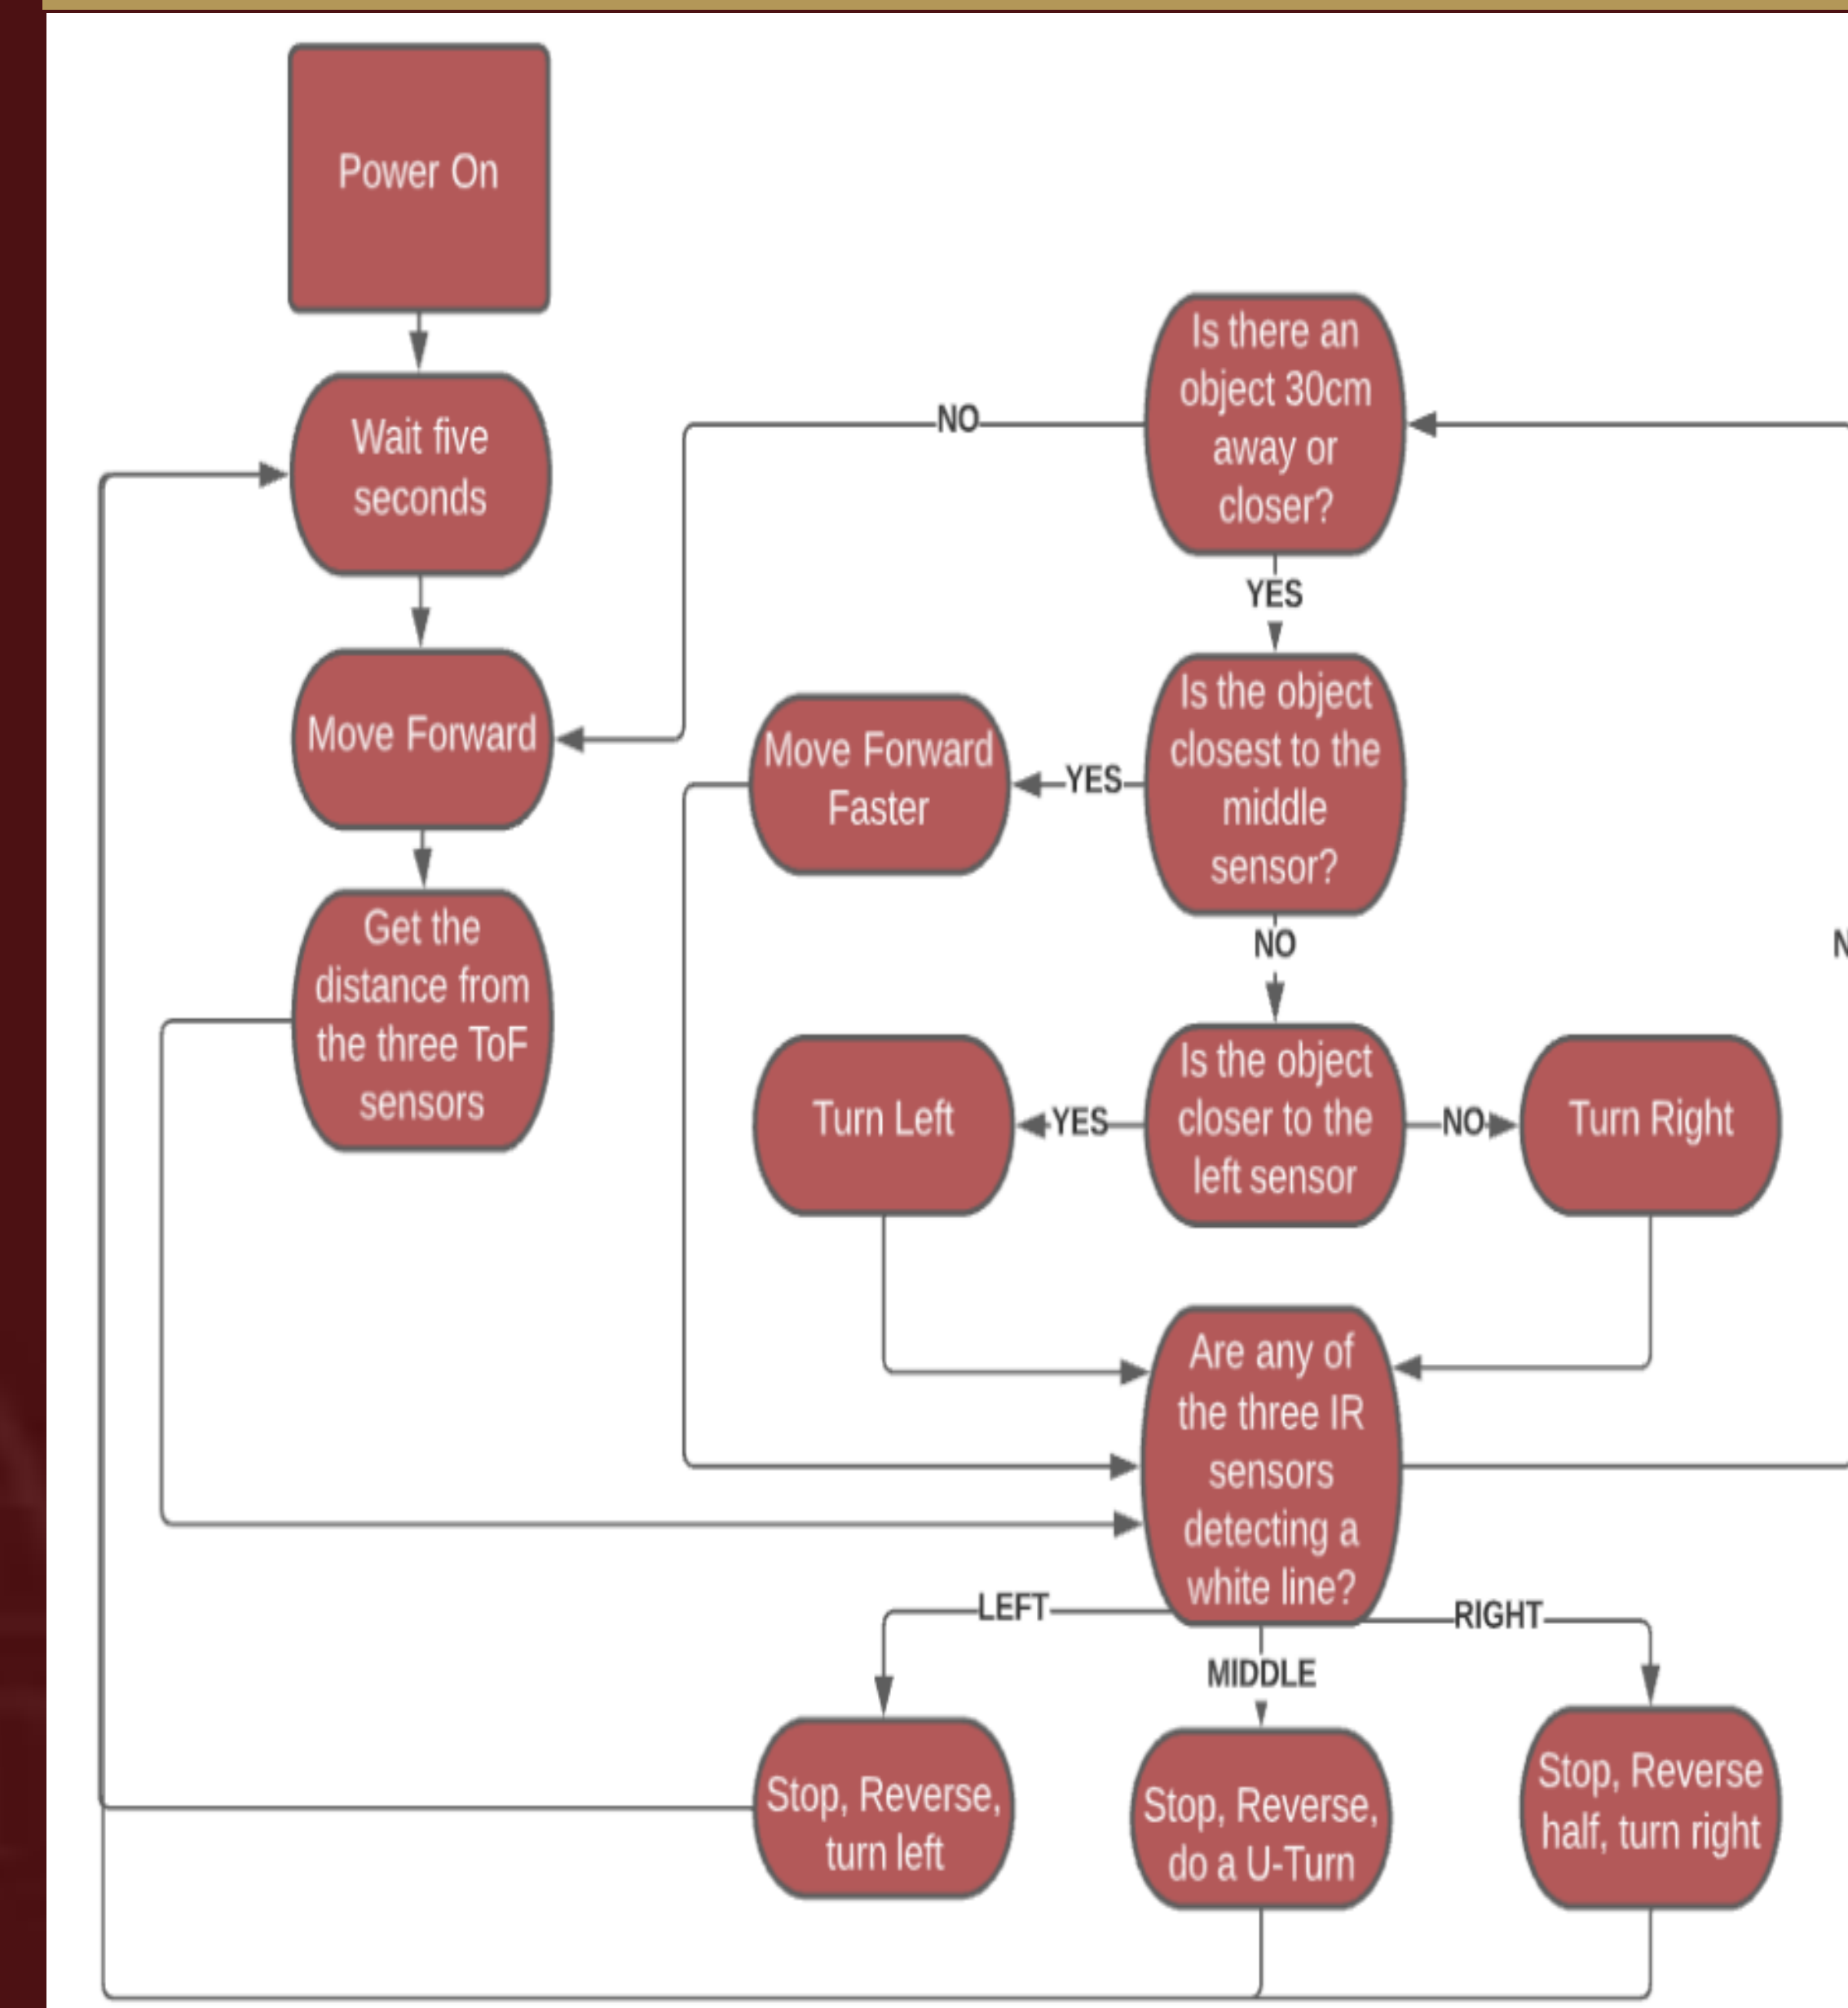 Power On
Wait five
seconds
Move Forward
Get the
distance from
the three ToF
sensors
Is there an
object 30cm
away or
closer?
NO
YES
Is the object
closest to the
middle
sensor?
YES
Move Forward
Faster
NO
Is the object
closer to the
left sensor
YES
Turn Left
NO
Turn Right
N
Are any of
the three IR
sensors
detecting a
white line?
LEFT
MIDDLE
RIGHT
Stop, Reverse,
turn left
Stop, Reverse,
do a U-Turn
Stop, Reverse
half, turn right